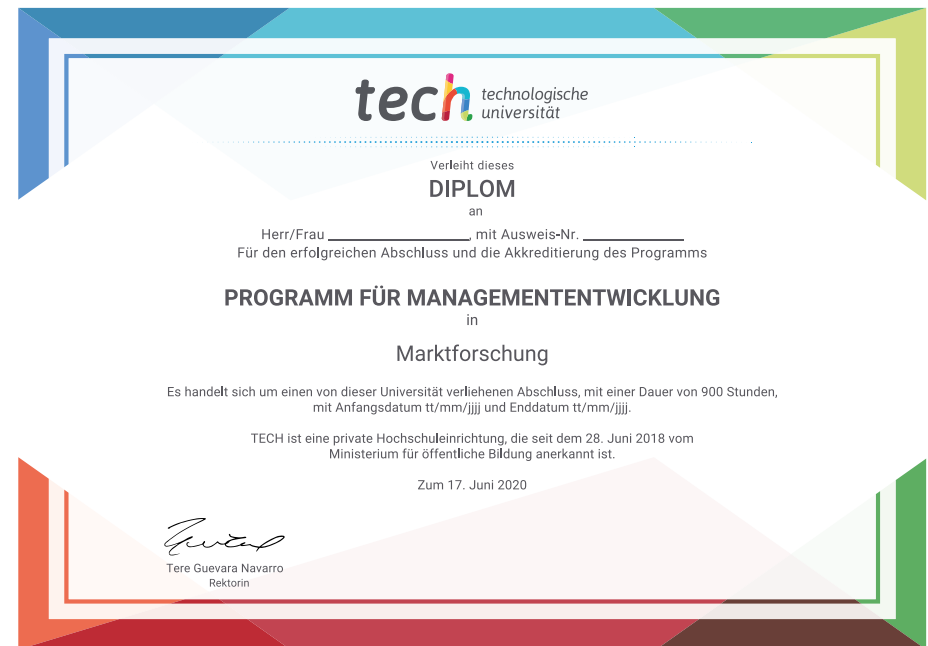 tech technologische
universität
Verleiht dieses
DIPLOM
an
Herr/Frau ____________________, mit Ausweis-Nr. ______________
Für den erfolgreichen Abschluss und die Akkreditierung des Programms
PROGRAMM FÜR MANAGEMENTENTWICKLUNG
in
Marktforschung
Es handelt sich um einen von dieser Universität verliehenen Abschluss, mit einer Dauer von 900 Stunden,
mit Anfangsdatum tt/mm/jjjj und Enddatum tt/mm/jjjj.
TECH ist eine private Hochschuleinrichtung, die seit dem 28. Juni 2018 vom
Ministerium für öffentliche Bildung anerkannt ist.
Zum 17. Juni 2020
Tere Guevara Navarro
Rektorin